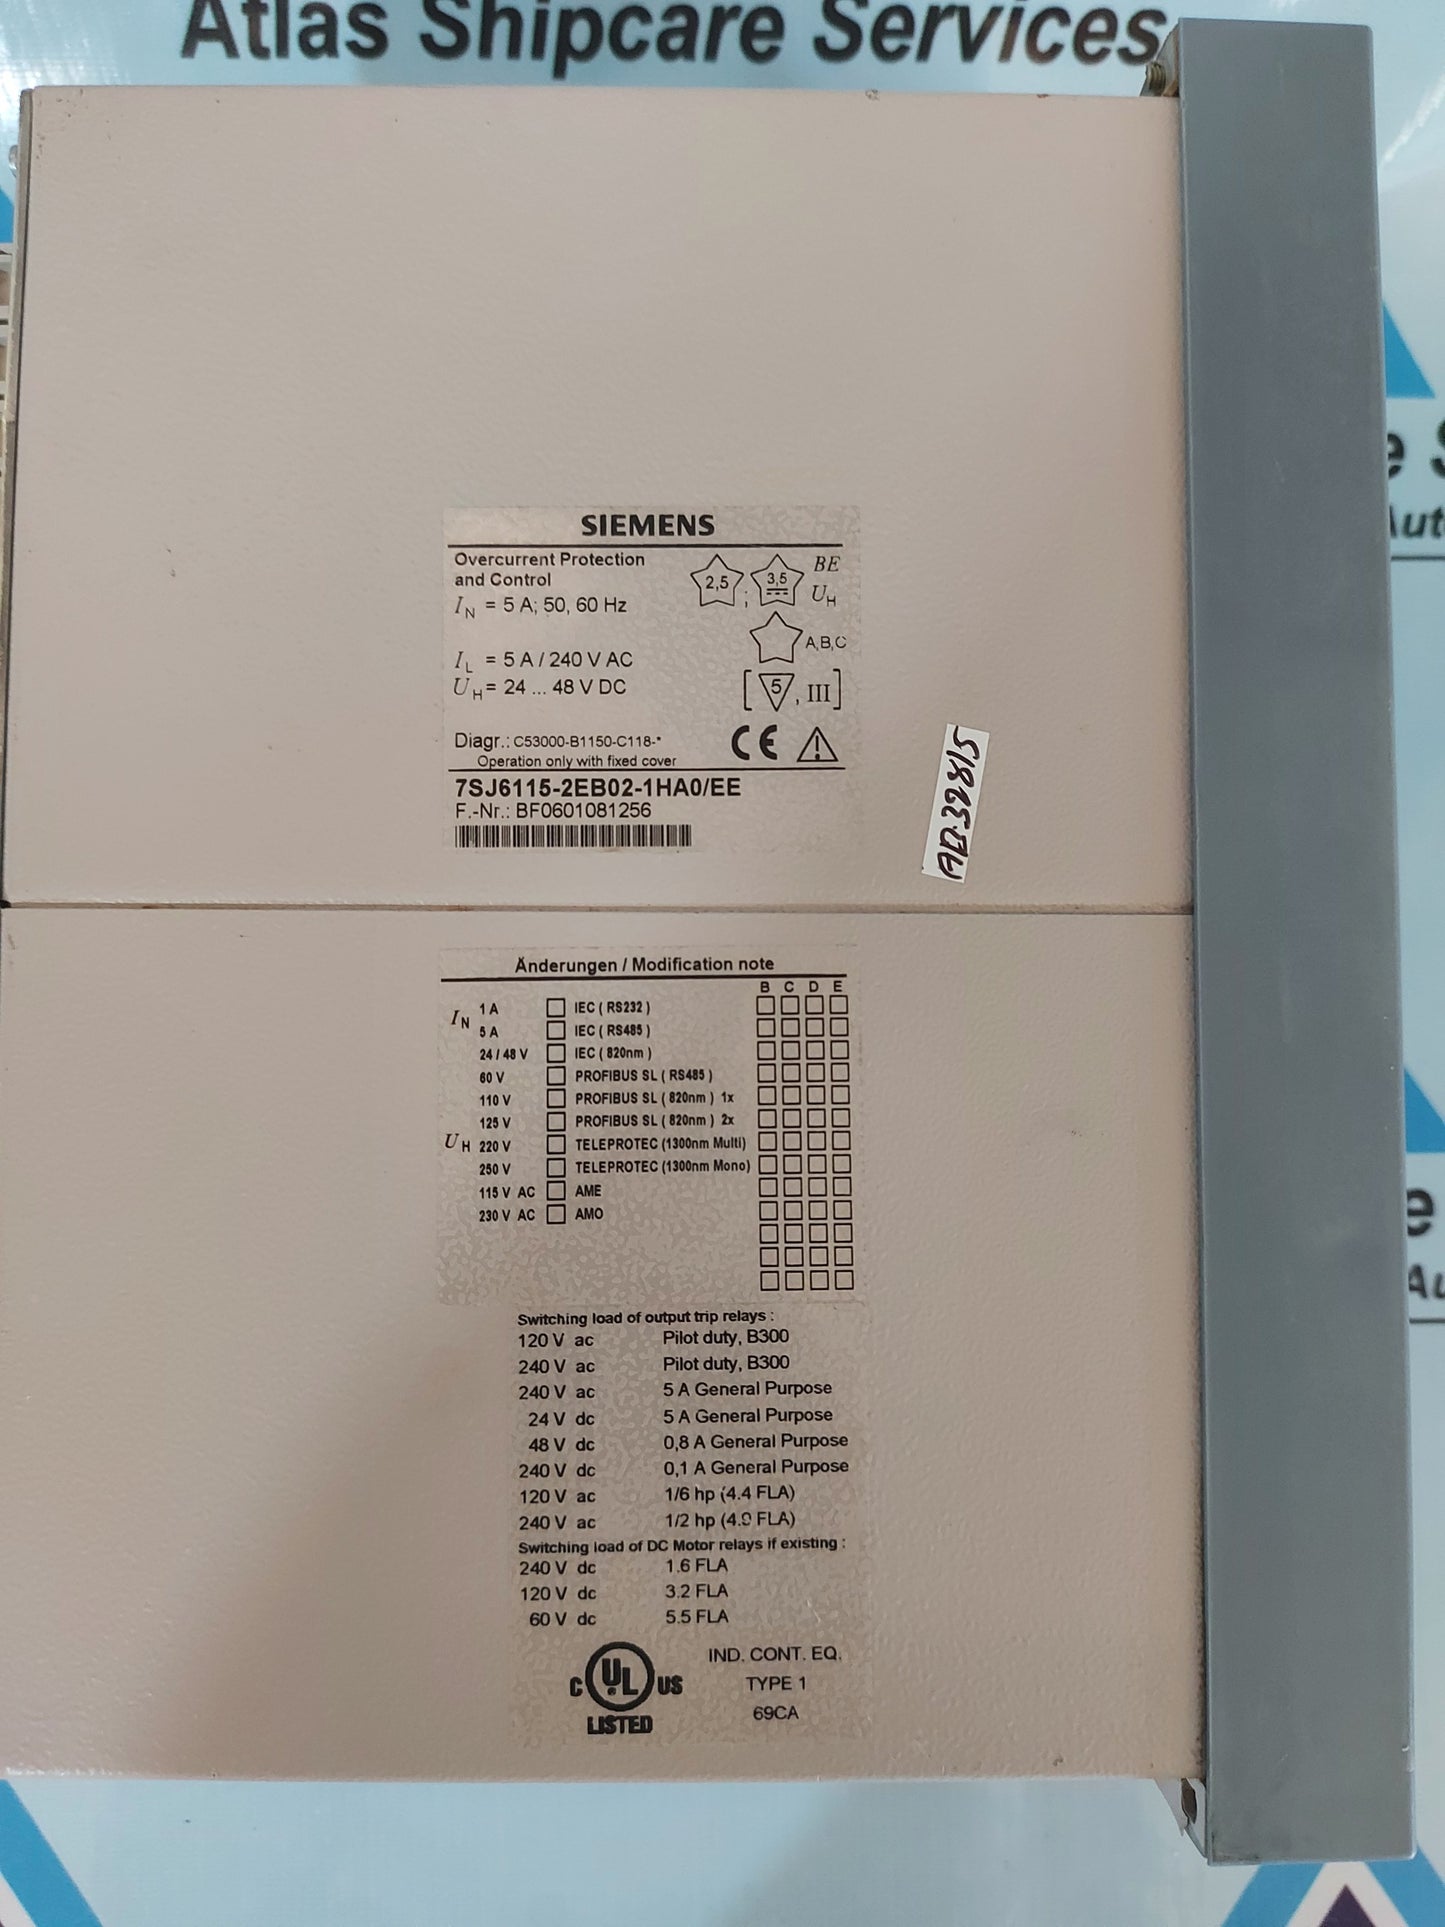 Atlas Shipcare Services
SIEMENS
Overcurrent Protection
and Control
IN = 5 A; 50, 60 Hz
IL = 5 A / 240 V AC
UH = 24 ... 48 V DC
2,5 ; 3,5 BE
UH
A,B,C
[ 5 , III ]
Diagr.: C53000-B1150-C118-*
Operation only with fixed cover
CE
7SJ6115-2EB02-1HA0/EE
F.-Nr.: BF0601081256
Änderungen / Modification note
B C D E
IN 1 A IEC ( RS232 )
5 A IEC ( RS485 )
24 / 48 V IEC ( 820nm )
60 V PROFIBUS SL ( RS485 )
110 V PROFIBUS SL ( 820nm ) 1x
125 V PROFIBUS SL ( 820nm ) 2x
UH 220 V TELEPROTEC (1300nm Multi)
250 V TELEPROTEC (1300nm Mono)
115 V AC AME
230 V AC AMO
Switching load of output trip relays :
120 V ac Pilot duty, B300
240 V ac Pilot duty, B300
240 V ac 5 A General Purpose
24 V dc 5 A General Purpose
48 V dc 0,8 A General Purpose
240 V dc 0,1 A General Purpose
120 V ac 1/6 hp (4.4 FLA)
240 V ac 1/2 hp (4.9 FLA)
Switching load of DC Motor relays if existing :
240 V dc 1.6 FLA
120 V dc 3.2 FLA
60 V dc 5.5 FLA
C UL US
LISTED
IND. CONT. EQ.
TYPE 1
69CA